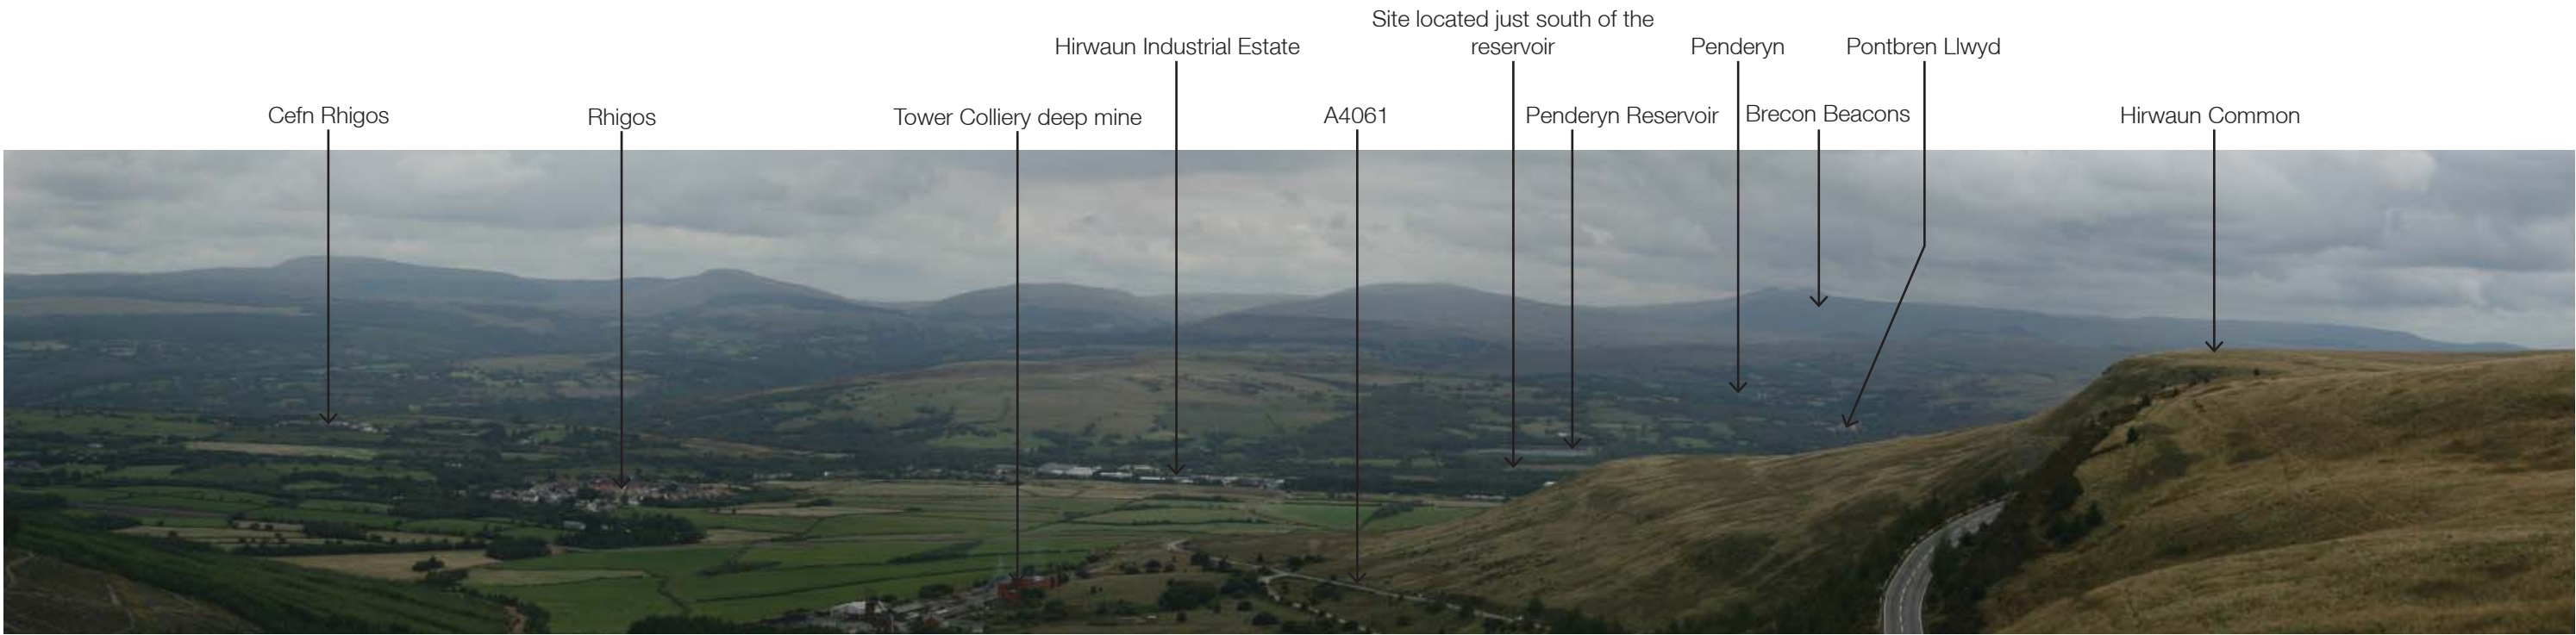 Site located just south of the
reservoir
Hirwaun Industrial Estate
Penderyn
Pontbren Llwyd
Cefn Rhigos
Rhigos
Tower Colliery deep mine
A4061
Penderyn Reservoir
Brecon Beacons
Hirwaun Common